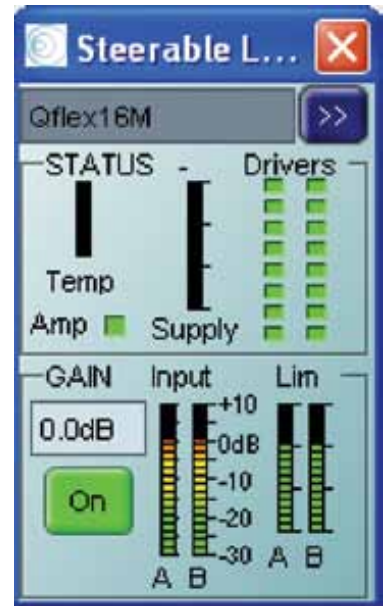 Steerable L...
Qflex16M >>
STATUS - Drivers
Temp
Amp Supply
GAIN Input Lim
0.0dB
On
+10
0dB
-10
-20
-30
A B A B